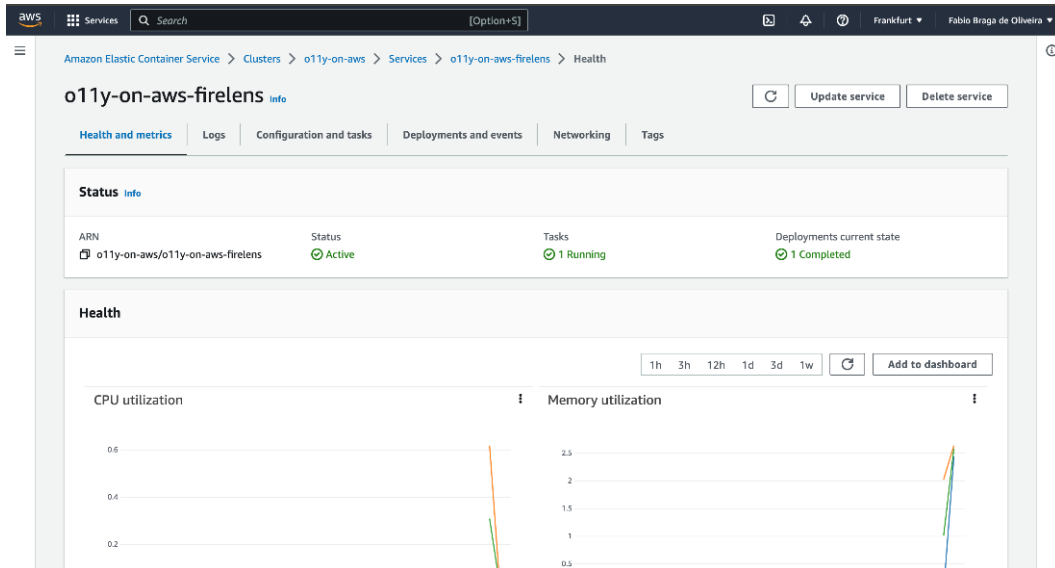 aws Services Search [Option+S] Frankfurt ▼ Fabio Braga de Oliveira ▼
Amazon Elastic Container Service > Clusters > o11y-on-aws > Services > o11y-on-aws-firelens > Health
o11y-on-aws-firelens Info Update service Delete service
Health and metrics Logs Configuration and tasks Deployments and events Networking Tags
Status Info
ARN Status Tasks Deployments current state
o11y-on-aws/o11y-on-aws-firelens Active 1 Running 1 Completed
Health
1h 3h 12h 1d 3d 1w Add to dashboard
CPU utilization Memory utilization
0.6
0.4
0.2
2.5
2
1.5
1
0.5